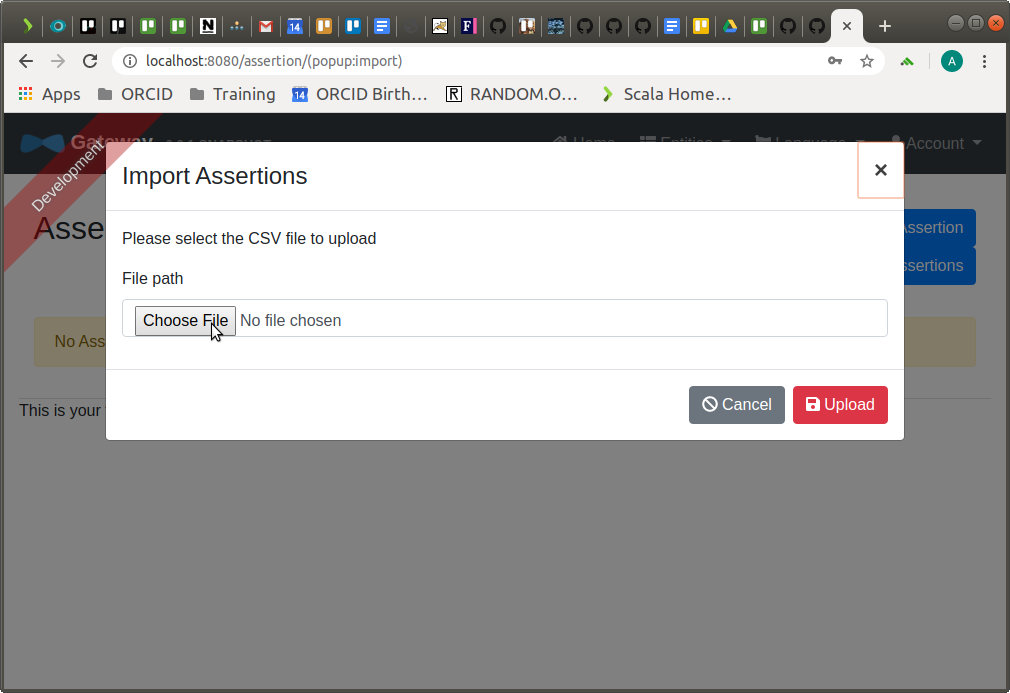 localhost:8080/assertion/(popup:import)
A
Apps ORCID Training 14 ORCID Birth… R RANDOM.O… Scala Home…
Gateway
Home Entities Language Account
Development
Import Assertions
×
Asse
Assertion
Please select the CSV file to upload
ssertions
File path
Choose File No file chosen
No Ass
This is your
Cancel Upload